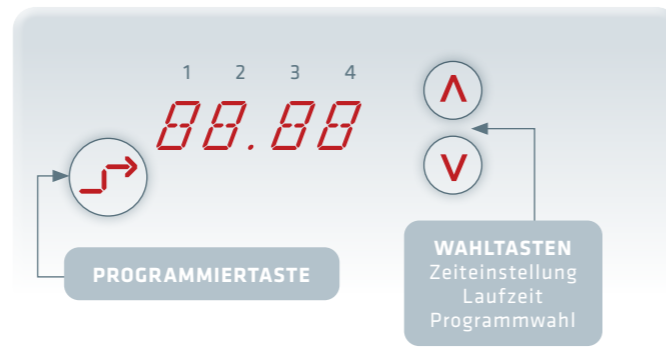 1 2 3 4
88.88
PROGRAMMIERTASTE
WAHLTASTEN
Zeiteinstellung
Laufzeit
Programmwahl